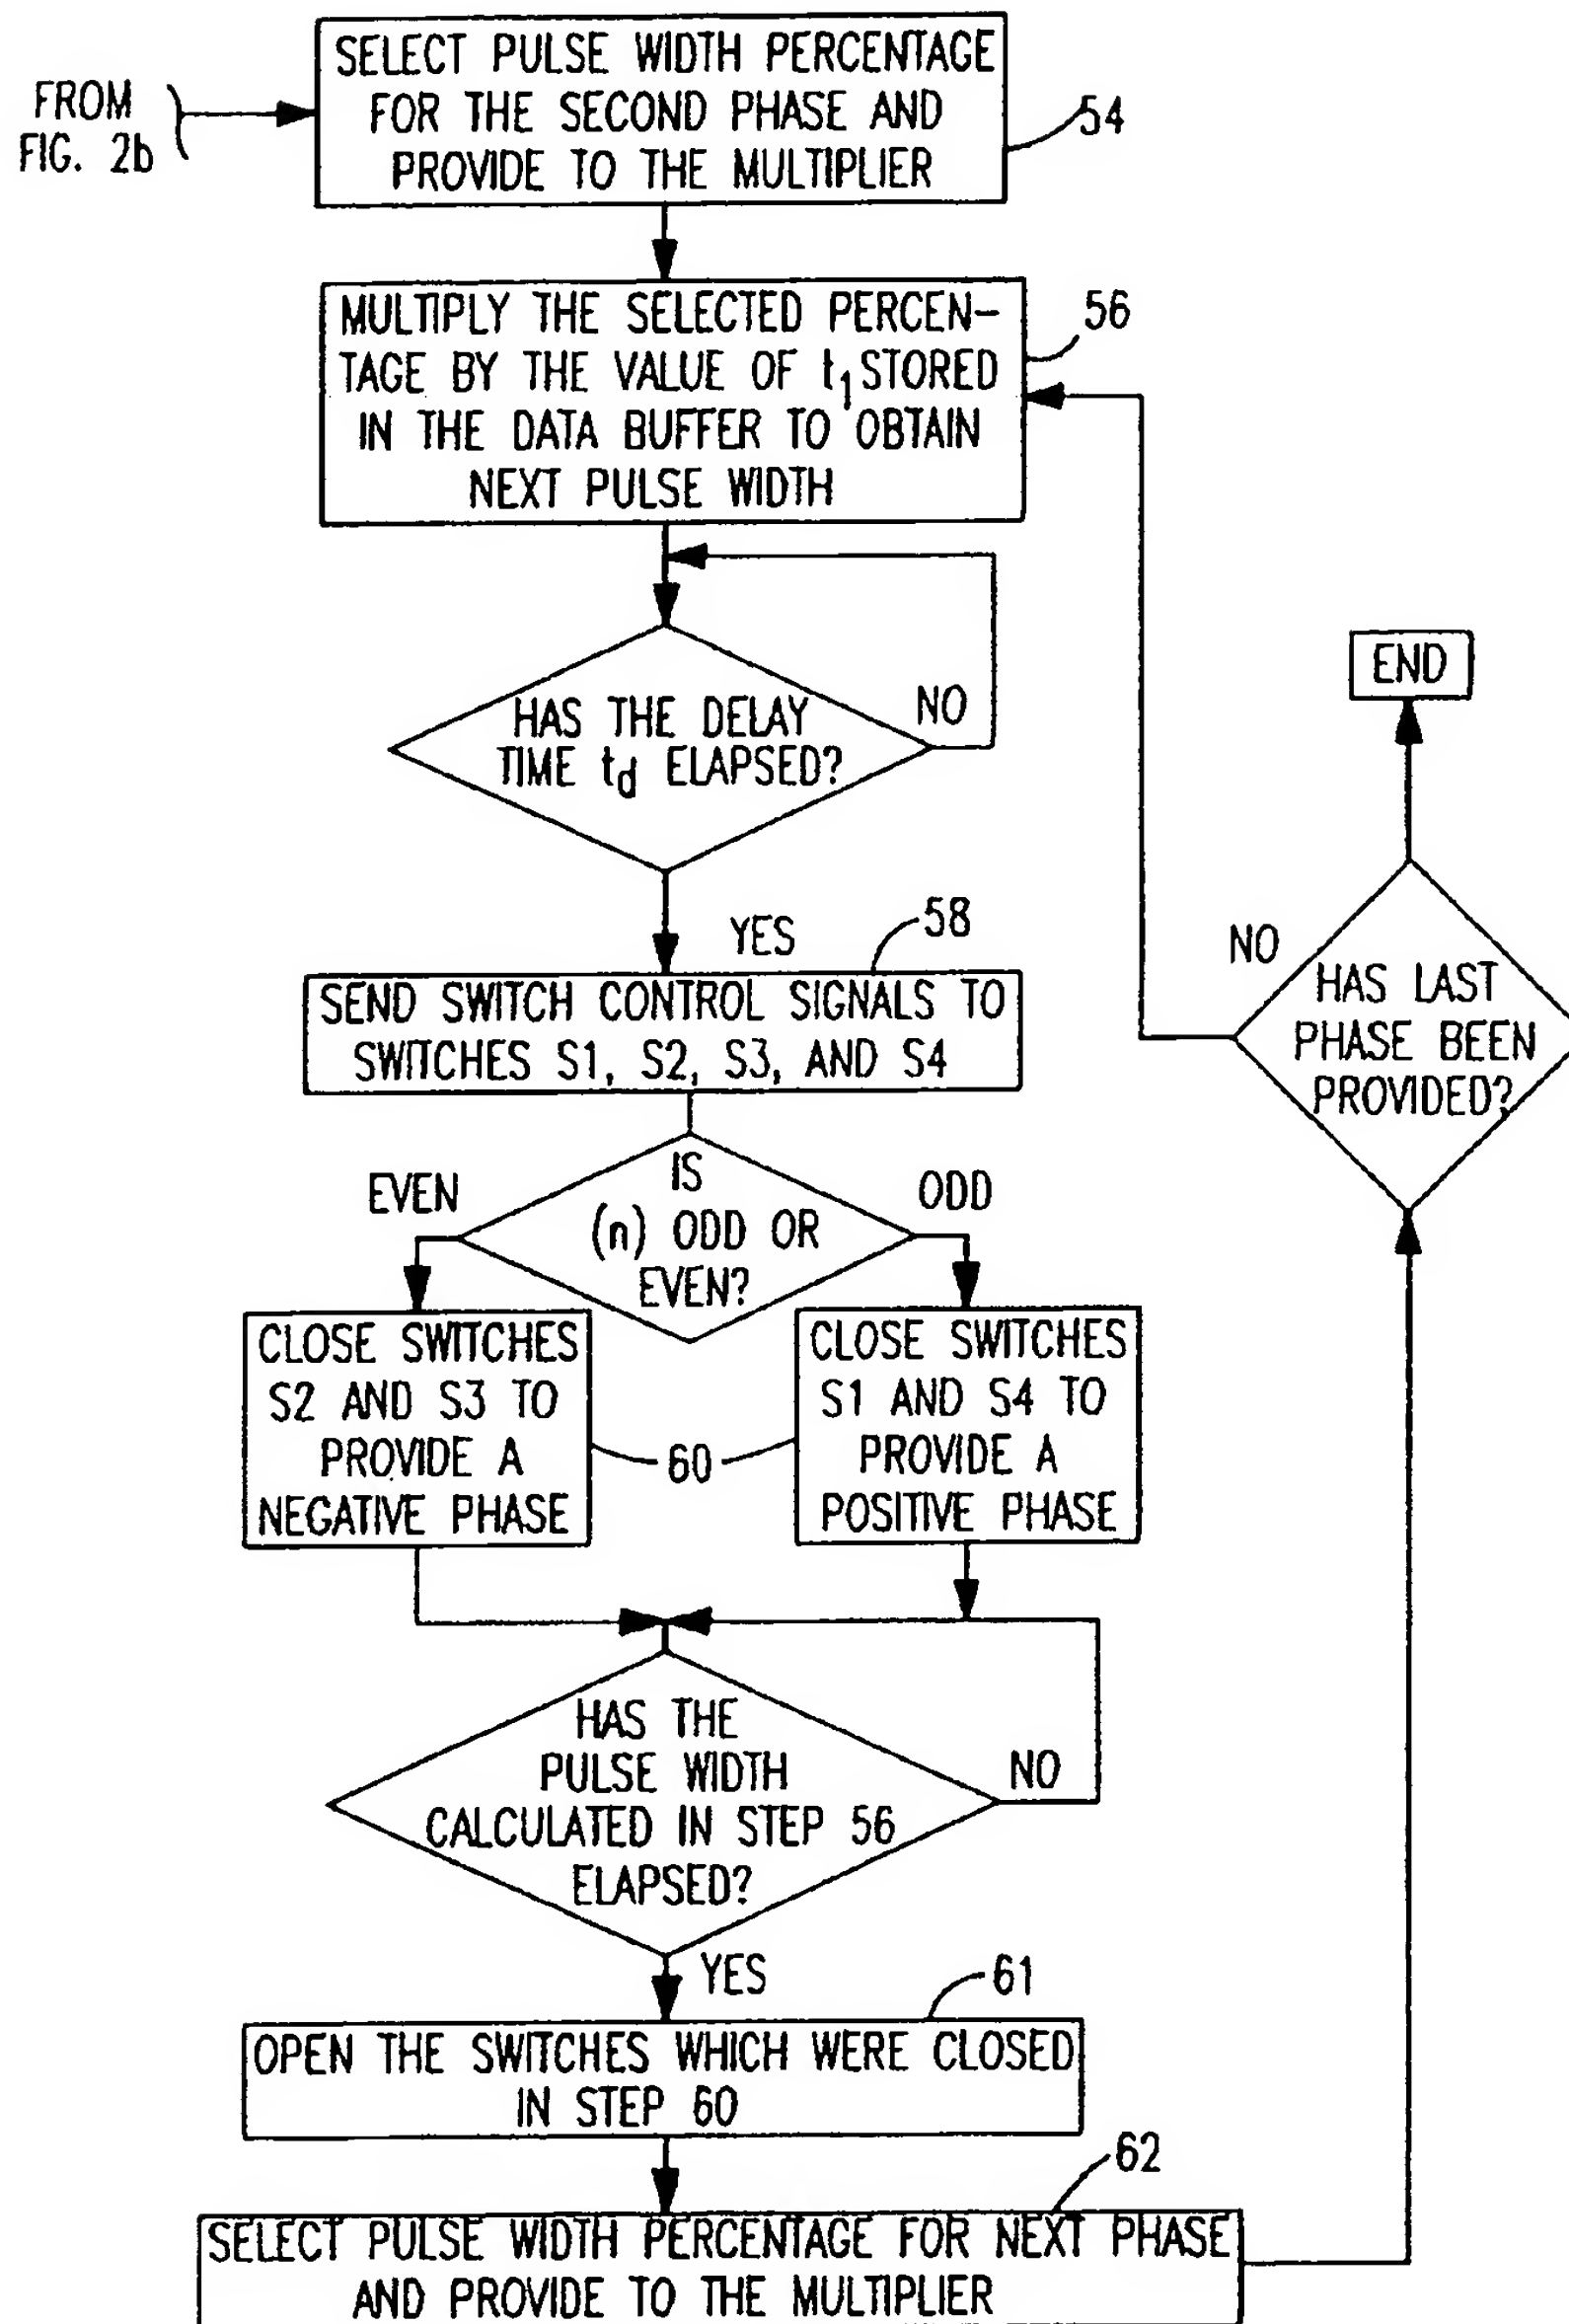 FROM
FIG. 2b
SELECT PULSE WIDTH PERCENTAGE
FOR THE SECOND PHASE AND
PROVIDE TO THE MULTIPLIER
54
MULTIPLY THE SELECTED PERCEN-
TAGE BY THE VALUE OF t₁ STORED
IN THE DATA BUFFER TO OBTAIN
NEXT PULSE WIDTH
56
HAS THE DELAY
TIME td ELAPSED?
NO
YES
58
SEND SWITCH CONTROL SIGNALS TO
SWITCHES S1, S2, S3, AND S4
IS
(n) ODD OR
EVEN?
EVEN
ODD
CLOSE SWITCHES
S2 AND S3 TO
PROVIDE A
NEGATIVE PHASE
60
CLOSE SWITCHES
S1 AND S4 TO
PROVIDE A
POSITIVE PHASE
HAS THE
PULSE WIDTH
CALCULATED IN STEP 56
ELAPSED?
NO
YES
61
OPEN THE SWITCHES WHICH WERE CLOSED
IN STEP 60
62
SELECT PULSE WIDTH PERCENTAGE FOR NEXT PHASE
AND PROVIDE TO THE MULTIPLIER
HAS LAST
PHASE BEEN
PROVIDED?
NO
END